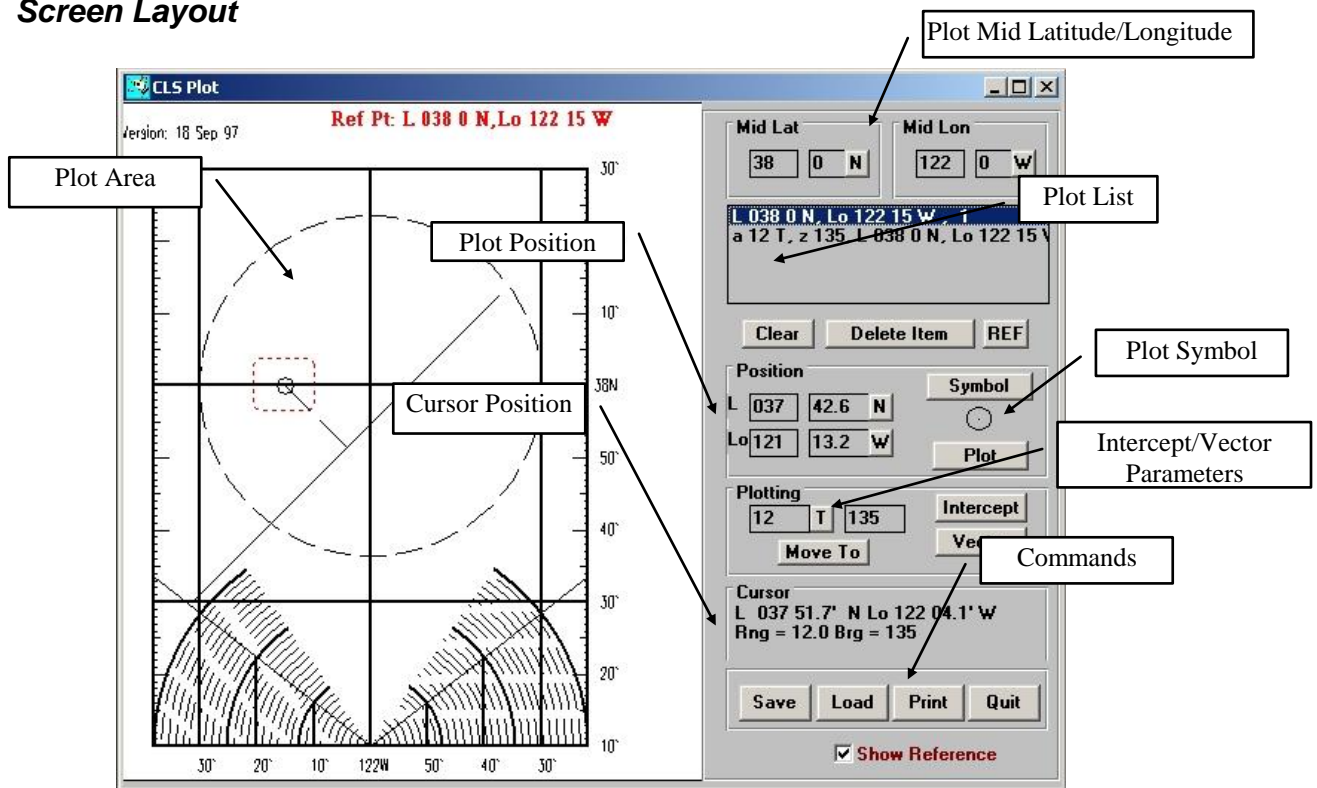 Screen Layout
Plot Mid Latitude/Longitude
CLS Plot
Version: 18 Sep 97
Ref Pt: L 038 0 N,Lo 122 15 W
Mid Lat
38 0 N
Mid Lon
122 0 W
Plot Area
Plot List
L 038 0 N, Lo 122 15 W , 1
a 12 T, z 135, L 038 0 N, Lo 122 15
Plot Position
Clear
Delete Item
REF
Plot Symbol
Position
L 037 42.6 N
Lo 121 13.2 W
Symbol
Plot
Cursor Position
Intercept/Vector
Parameters
Plotting
12 T 135
Intercept
Move To
Commands
Cursor
L 037 51.7' N Lo 122 04.1' W
Rng = 12.0 Brg = 135
Save
Load
Print
Quit
Show Reference
30`
10`
38N
50`
40`
30`
20`
10`
30` 20` 10` 122W 50` 40` 30`